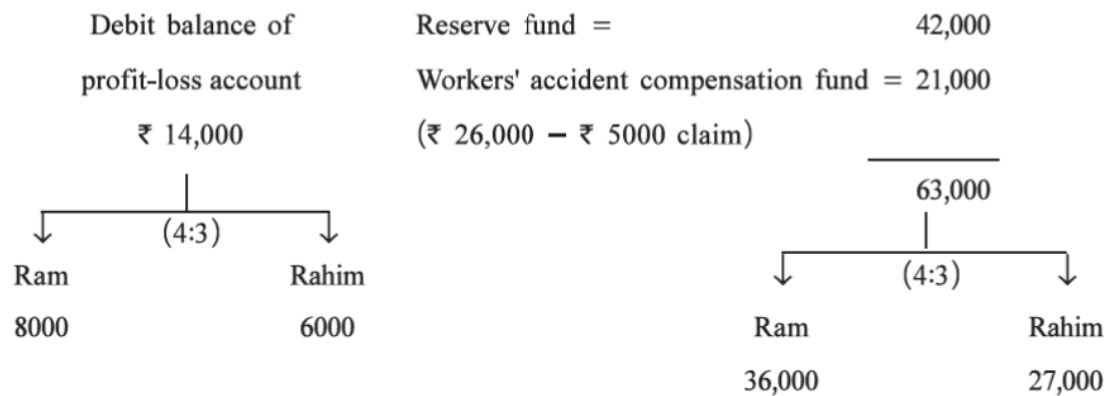 Debit balance of
profit-loss account
₹ 14,000
(4:3)
Ram Rahim
8000 6000
Reserve fund = 42,000
Workers' accident compensation fund = 21,000
(₹ 26,000 − ₹ 5000 claim)
63,000
(4:3)
Ram Rahim
36,000 27,000